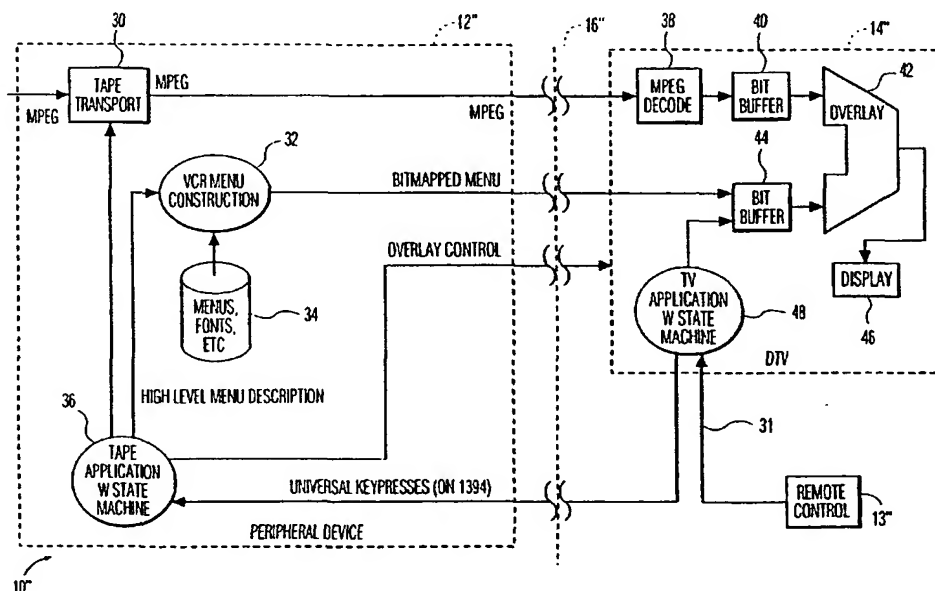 30
12"
16"
38
40
14"
TAPE
TRANSPORT
MPEG
MPEG
MPEG
MPEG
DECODE
BIT
BUFFER
42
OVERLAY
32
44
VCR MENU
CONSTRUCTION
BITMAPPED MENU
BIT
BUFFER
OVERLAY CONTROL
MENUS,
FONTS,
ETC
34
TV
APPLICATION
W STATE
MACHINE
48
DISPLAY
46
DTV
HIGH LEVEL MENU DESCRIPTION
36
TAPE
APPLICATION
W STATE
MACHINE
31
UNIVERSAL KEYPRESSES (ON 1394)
REMOTE
CONTROL
13"
PERIPHERAL DEVICE
10"